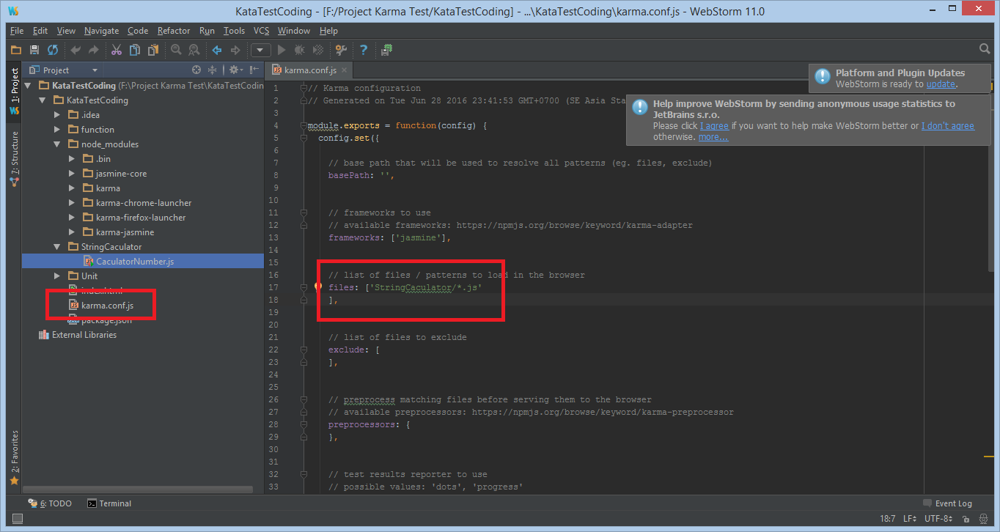 KataTestCoding - [F:/Project Karma Test/KataTestCoding] - ...\KataTestCoding\karma.conf.js - WebStorm 11.0
File Edit View Navigate Code Refactor Run Tools VCS Window Help
Project
karma.conf.js
1: Project
7: Structure
2: Favorites
KataTestCoding (F:\Project Karma Test\KataTestCodin
KataTestCoding
.idea
function
node_modules
.bin
jasmine-core
karma
karma-chrome-launcher
karma-firefox-launcher
karma-jasmine
StringCaculator
CaculatorNumber.js
Unit
index.html
karma.conf.js
package.json
External Libraries
1 // Karma configuration
2 // Generated on Tue Jun 28 2016 23:41:53 GMT+0700 (SE Asia Sta
3
4 module.exports = function(config) {
5 config.set({
6
7 // base path that will be used to resolve all patterns (eg. files, exclude)
8 basePath: '',
9
10
11 // frameworks to use
12 // available frameworks: https://npmjs.org/browse/keyword/karma-adapter
13 frameworks: ['jasmine'],
14
15
16 // list of files / patterns to load in the browser
17 files: ['StringCaculator/*.js'
18 ],
19
20
21 // list of files to exclude
22 exclude: [
23 ],
24
25
26 // preprocess matching files before serving them to the browser
27 // available preprocessors: https://npmjs.org/browse/keyword/karma-preprocessor
28 preprocessors: {
29 },
30
31
32 // test results reporter to use
33 // possible values: 'dots', 'progress'
Platform and Plugin Updates
WebStorm is ready to update.
Help improve WebStorm by sending anonymous usage statistics to
JetBrains s.r.o.
Please click I agree if you want to help make WebStorm better or I don't agree
otherwise. more...
6: TODO Terminal Event Log
18:7 LF UTF-8